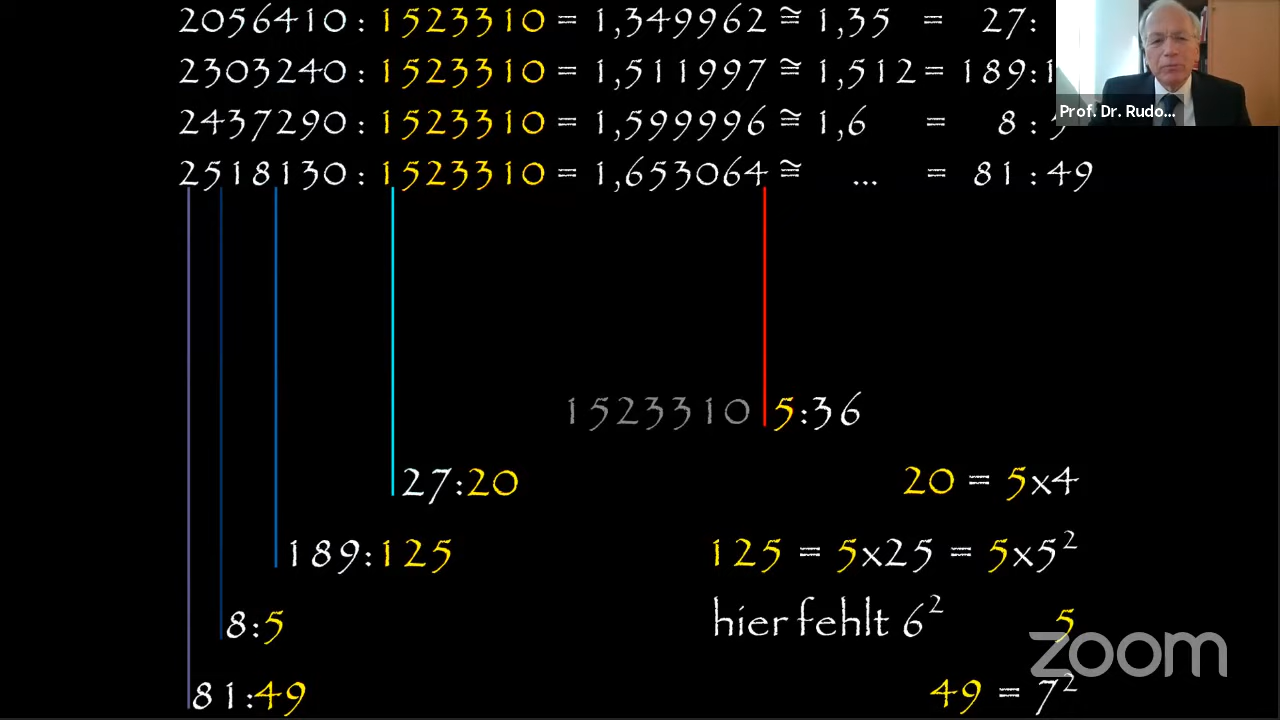 2056410 : 1523310 = 1,349962 ≅ 1,35 = 27:
2303240 : 1523310 = 1,511997 ≅ 1,512 = 189:1
2437290 : 1523310 = 1,599996 ≅ 1,6 = 8 : 5
2518130 : 1523310 = 1,653064 ≅ ... = 81 : 49
Prof. Dr. Rudo...
1523310 5:36
27:20 20 = 5x4
189:125 125 = 5x25 = 5x5²
8:5 hier fehlt 6² 5
zoom
81:49 49 = 7²